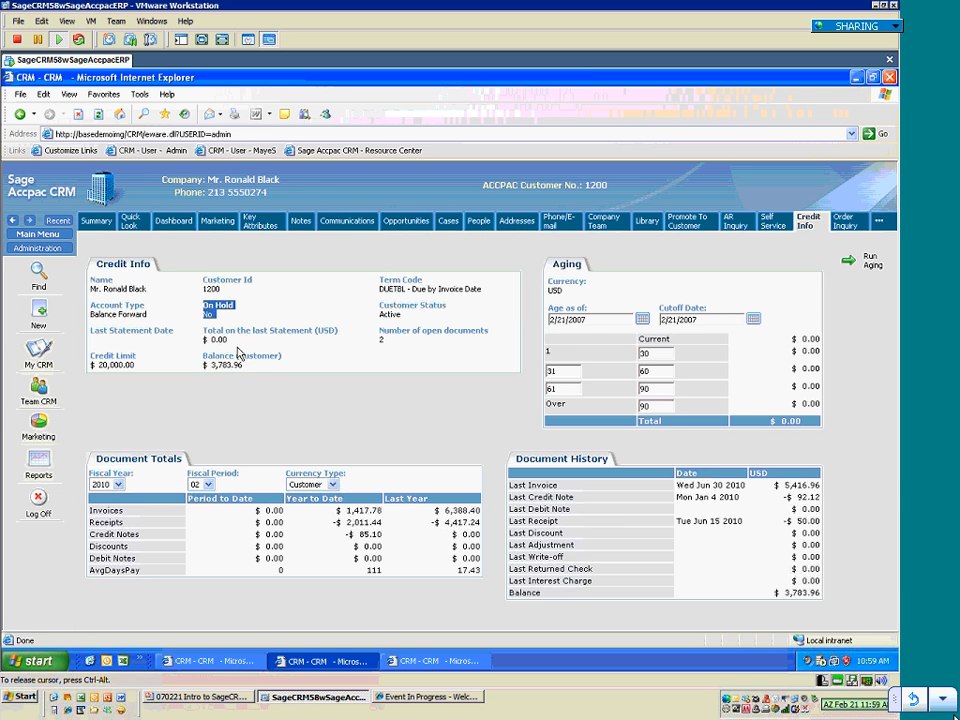 SageCRM58wSageAccpacERP - VMware Workstation
File Edit View VM Team Windows Help
SHARING
SageCRM58wSageAccpacERP
CRM - CRM - Microsoft Internet Explorer
File Edit View Favorites Tools Help
Address http://basedemoimg/CRM/eware.dll?USERID=admin Go
Links Customize Links CRM - User - Admin CRM - User - MayeS Sage Accpac CRM - Resource Center
Sage
Accpac CRM
Company: Mr. Ronald Black
Phone: 213 5550274
ACCPAC Customer No.: 1200
Recent Summary Quick Look Dashboard Marketing Key Attributes Notes Communications Opportunities Cases People Addresses Phone/E-mail Company Team Library Promote To Customer AR Inquiry Self Service Credit Info Order Inquiry
Main Menu
Administration
Find
New
My CRM
Team CRM
Marketing
Reports
Log Off
Credit Info
Name Customer Id Term Code
Mr. Ronald Black 1200 DUETBL - Due by Invoice Date
Account Type On Hold Customer Status
Balance Forward No Active
Last Statement Date Total on the last Statement (USD) Number of open documents
$ 0.00 2
Credit Limit Balance (Customer)
$ 20,000.00 $ 3,783.96
Aging
Run Aging
Currency:
USD
Age as of: Cutoff Date:
2/21/2007 2/21/2007
Current $ 0.00
1 30 $ 0.00
31 60 $ 0.00
61 90 $ 0.00
Over 90 $ 0.00
Total $ 0.00
Document Totals
Fiscal Year: Fiscal Period: Currency Type:
2010 02 Customer
Period to Date Year to Date Last Year
Invoices $ 0.00 $ 1,417.78 $ 6,388.40
Receipts $ 0.00 -$ 2,011.44 -$ 4,417.24
Credit Notes $ 0.00 -$ 85.10 $ 0.00
Discounts $ 0.00 $ 0.00 $ 0.00
Debit Notes $ 0.00 $ 0.00 $ 0.00
AvgDaysPay 0 111 17.43
Document History
Date USD
Last Invoice Wed Jun 30 2010 $ 5,416.96
Last Credit Note Mon Jan 4 2010 -$ 92.12
Last Debit Note $ 0.00
Last Receipt Tue Jun 15 2010 -$ 50.00
Last Discount $ 0.00
Last Adjustment $ 0.00
Last Write-off $ 0.00
Last Returned Check $ 0.00
Last Interest Charge $ 0.00
Balance $ 3,783.96
Done Local intranet
start CRM - CRM - Micros... CRM - CRM - Micros... CRM - CRM - Micros... 10:59 AM
To release cursor, press Ctrl-Alt.
Start 070221 Intro to SageCR... SageCRM58wSageAcc... Event In Progress - Welc... AZ Feb 21 11:59 A